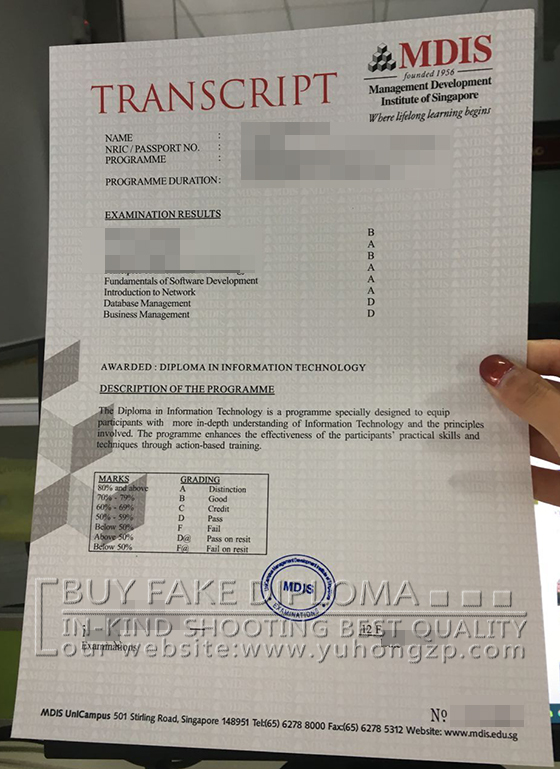 MDIS
founded 1956
Management Development
Institute of Singapore
Where lifelong learning begins
TRANSCRIPT
NAME :
NRIC / PASSPORT NO. :
PROGRAMME :
PROGRAMME DURATION :
EXAMINATION RESULTS
B
A
B
A
Fundamentals of Software Development A
Introduction to Network A
Database Management D
Business Management D
AWARDED : DIPLOMA IN INFORMATION TECHNOLOGY
DESCRIPTION OF THE PROGRAMME
The Diploma in Information Technology is a programme specially designed to equip
participants with more in-depth understanding of Information Technology and the principles
involved. The programme enhances the effectiveness of the participants' practical skills and
techniques through action-based training.
MARKS GRADING
80% and above A Distinction
70% - 79% B Good
60% - 69% C Credit
50% - 59% D Pass
Below 50% F Fail
Above 50% D@ Pass on resit
Below 50% F@ Fail on resit
MDIS
EXAMINATIONS
BUY FAKE DIPLOMA
IN-KIND SHOOTING BEST QUALITY
our website:www.yuhongzp.com
Examinations
Nº
MDIS UniCampus 501 Stirling Road, Singapore 148951 Tel:(65) 6278 8000 Fax:(65) 6278 5312 Website: www.mdis.edu.sg